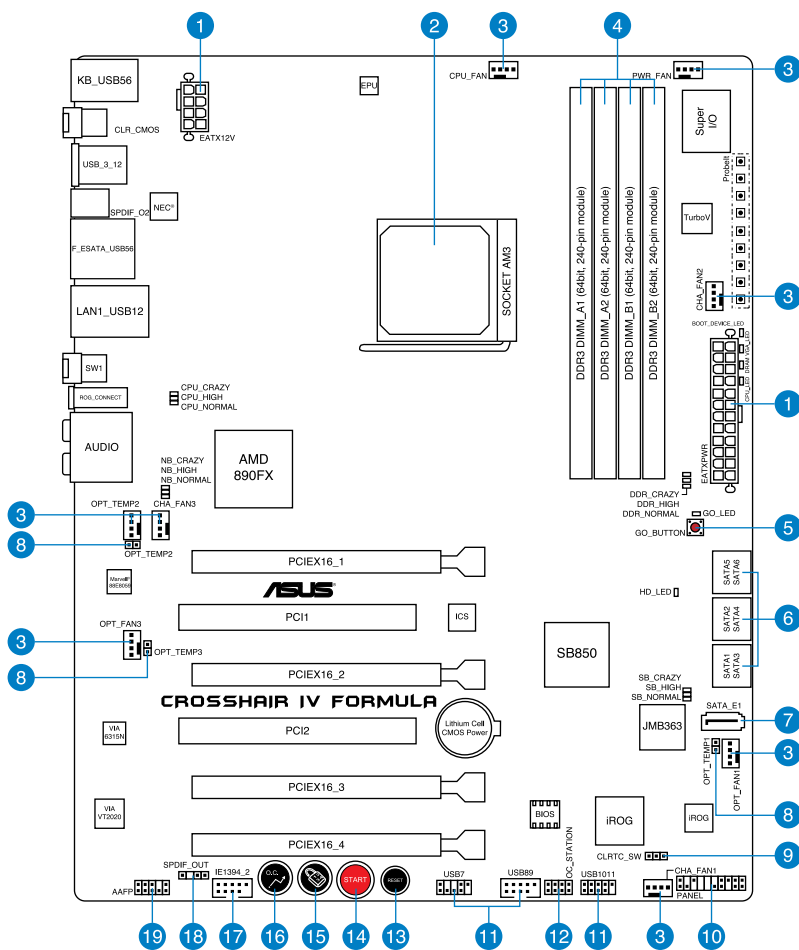 1
2
3
4
KB_USB56
CPU_FAN
PWR_FAN
3
EPU
CLR_CMOS
EATX12V
Super
I/O
USB_3_12
ProbeIt
SPDIF_O2
NEC®
TurboV
F_ESATA_USB56
SOCKET AM3
DDR3 DIMM_A1 (64bit, 240-pin module)
DDR3 DIMM_A2 (64bit, 240-pin module)
DDR3 DIMM_B1 (64bit, 240-pin module)
DDR3 DIMM_B2 (64bit, 240-pin module)
CHA_FAN2
3
LAN1_USB12
BOOT_DEVICE_LED
VGA_LED
DRAM
CPU_LED
SW1
ROG_CONNECT
CPU_CRAZY
CPU_HIGH
CPU_NORMAL
1
AUDIO
AMD
890FX
NB_CRAZY
NB_HIGH
NB_NORMAL
EATXPWR
DDR_CRAZY
DDR_HIGH
DDR_NORMAL
OPT_TEMP2
CHA_FAN3
3
GO_LED
GO_BUTTON
5
8
OPT_TEMP2
PCIEX16_1
Marvell®
88E8059
ASUS
HD_LED
SATA5
SATA6
PCI1
ICS
SATA2
SATA4
6
OPT_FAN3
3
OPT_TEMP3
8
SB850
SATA1
SATA3
PCIEX16_2
SB_CRAZY
SB_HIGH
SB_NORMAL
CROSSHAIR IV FORMULA
SATA_E1
7
VIA
6315N
PCI2
Lithium Cell
CMOS Power
JMB363
3
OPT_TEMP1
OPT_FAN1
PCIEX16_3
8
VIA
VT2020
BIOS
iROG
iROG
PCIEX16_4
CLRTC_SW
9
SPDIF_OUT
IE1394_2
O.C.
START
RESET
USB7
USB89
OC_STATION
USB1011
CHA_FAN1
AAFP
PANEL
19
18
17
16
15
14
13
11
12
11
3
10